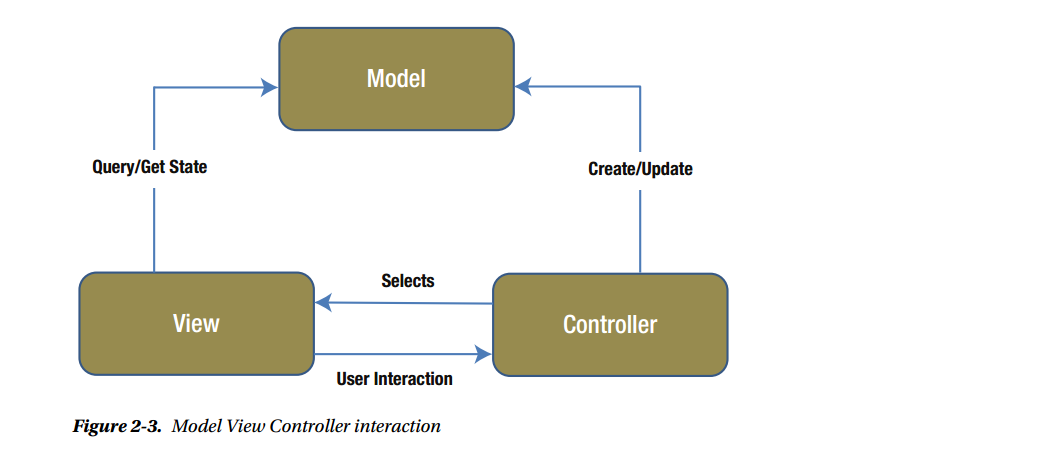 Model
Query/Get State
Create/Update
Selects
View
Controller
User Interaction
Figure 2-3. Model View Controller interaction